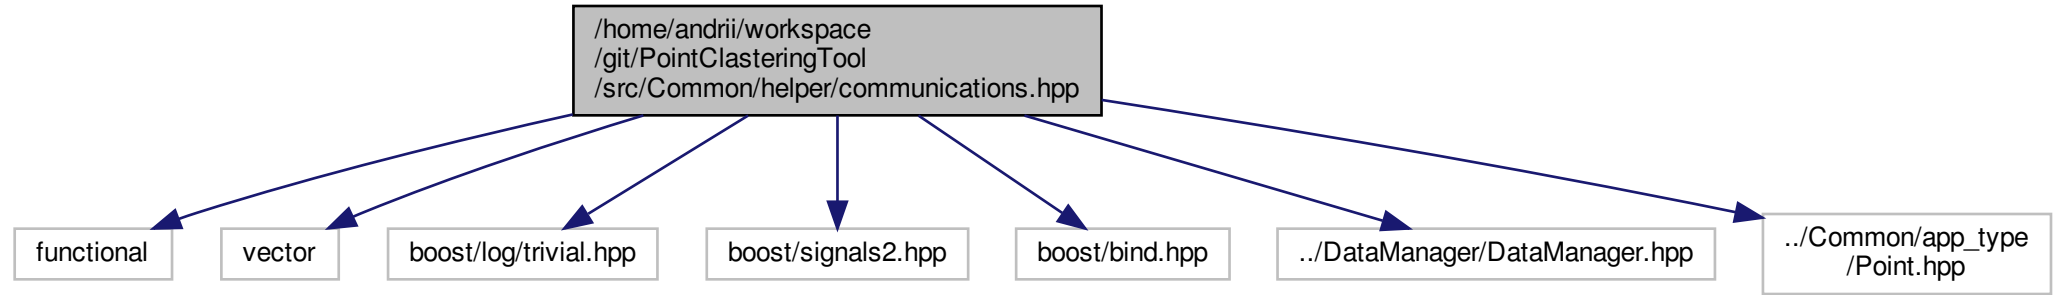 /home/andrii/workspace
/git/PointClasteringTool
/src/Common/helper/communications.hpp
functional
vector
boost/log/trivial.hpp
boost/signals2.hpp
boost/bind.hpp
../DataManager/DataManager.hpp
../Common/app_type
/Point.hpp